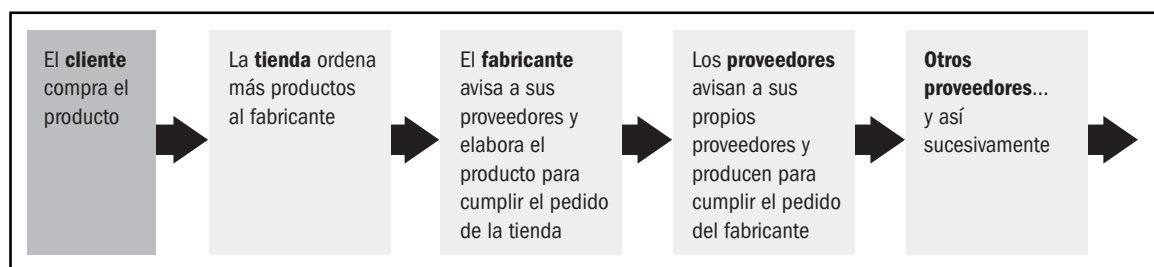 El cliente
compra el
producto
La tienda ordena
más productos
al fabricante
El fabricante
avisa a sus
proveedores y
elabora el
producto para
cumplir el pedido
de la tienda
Los proveedores
avisan a sus
propios
proveedores y
producen para
cumplir el pedido
del fabricante
Otros
proveedores...
y así
sucesivamente